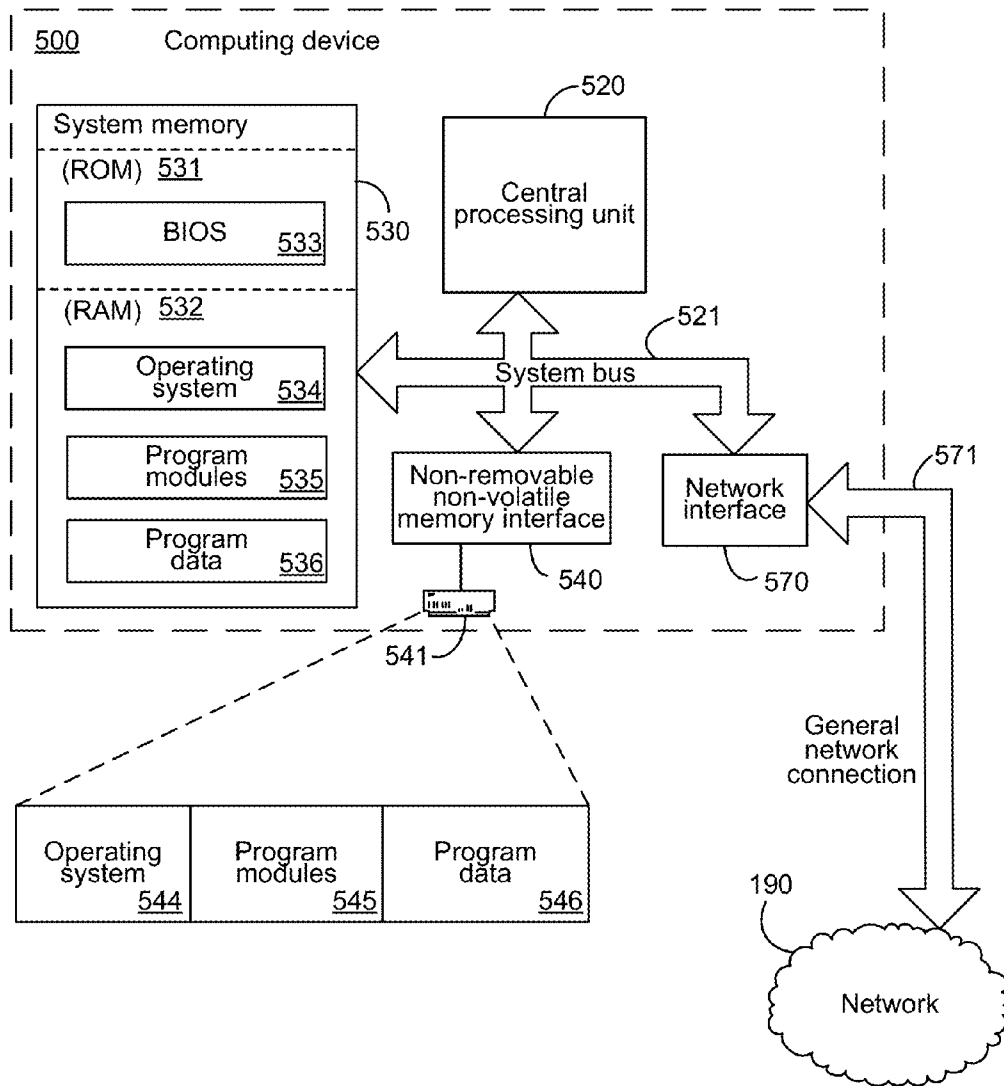 500 Computing device
520
System memory
(ROM) 531
BIOS
533
530
Central
processing unit
(RAM) 532
Operating
system
534
521
System bus
Program
modules
535
Program
data
536
Non-removable
non-volatile
memory interface
540
Network
interface
570
571
541
General
network
connection
Operating
system
544
Program
modules
545
Program
data
546
190
Network